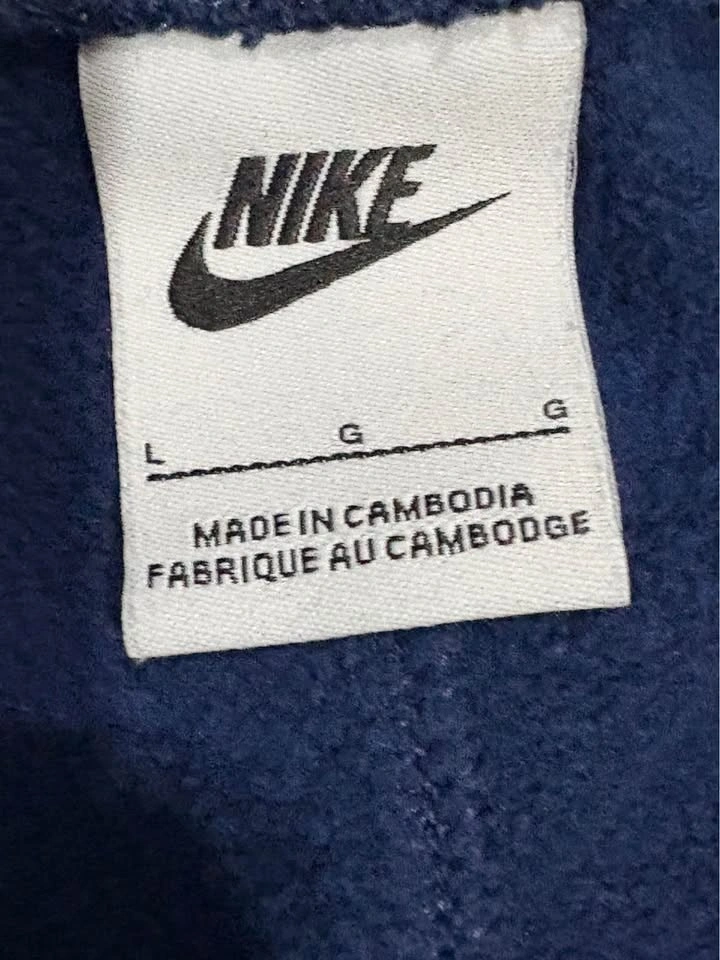 NIKE
L G G
MADE IN CAMBODIA
FABRIQUE AU CAMBODGE